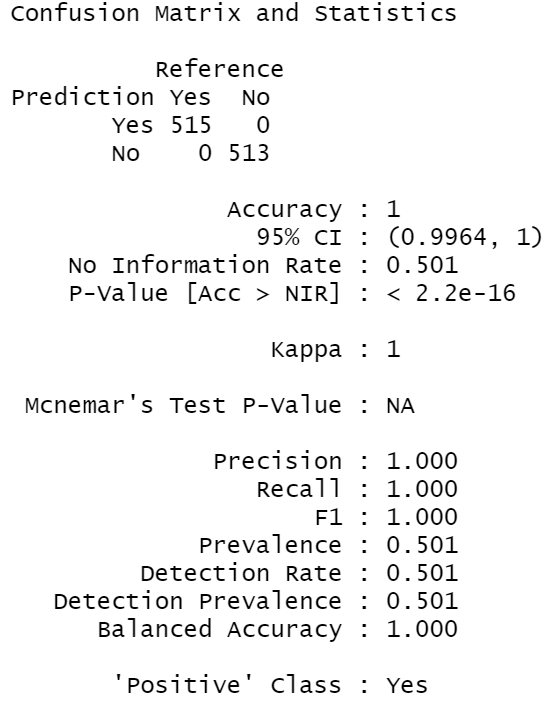 Confusion Matrix and Statistics
Reference
Prediction Yes No
Yes 515 0
No 0 513
Accuracy : 1
95% CI : (0.9964, 1)
No Information Rate : 0.501
P-Value [Acc > NIR] : < 2.2e-16
Kappa : 1
Mcnemar's Test P-Value : NA
Precision : 1.000
Recall : 1.000
F1 : 1.000
Prevalence : 0.501
Detection Rate : 0.501
Detection Prevalence : 0.501
Balanced Accuracy : 1.000
'Positive' Class : Yes